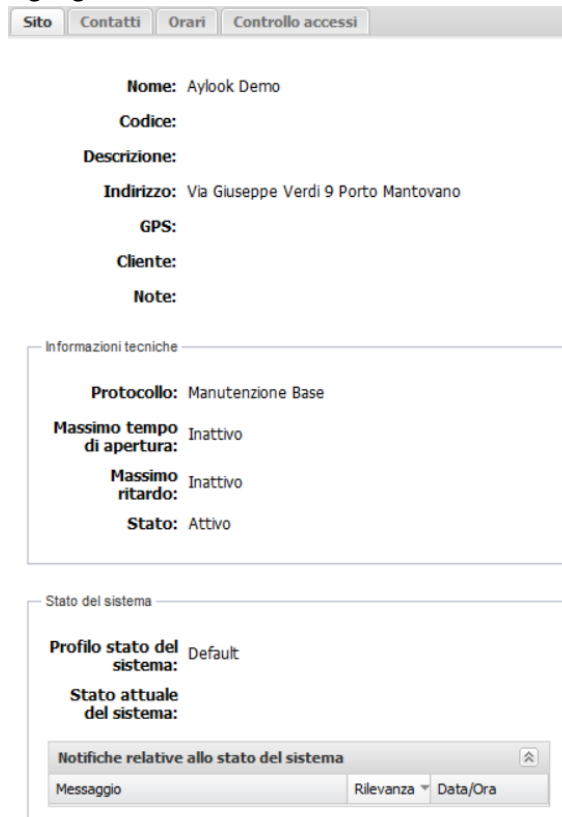 Sito Contatti Orari Controllo accessi
Nome: Aylook Demo
Codice:
Descrizione:
Indirizzo: Via Giuseppe Verdi 9 Porto Mantovano
GPS:
Cliente:
Note:
Informazioni tecniche
Protocollo: Manutenzione Base
Massimo tempo
di apertura: Inattivo
Massimo
ritardo: Inattivo
Stato: Attivo
Stato del sistema
Profilo stato del
sistema: Default
Stato attuale
del sistema:
Notifiche relative allo stato del sistema
Messaggio Rilevanza Data/Ora